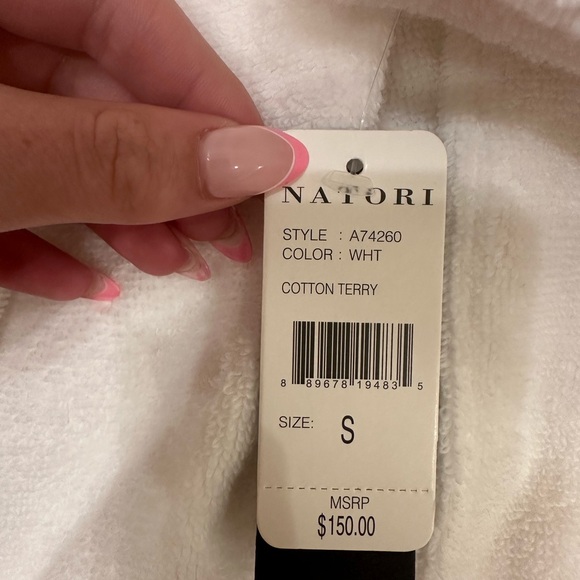 NATORI
STYLE : A74260
COLOR : WHT
COTTON TERRY
8 89678 19483 5
SIZE: S
MSRP
$150.00